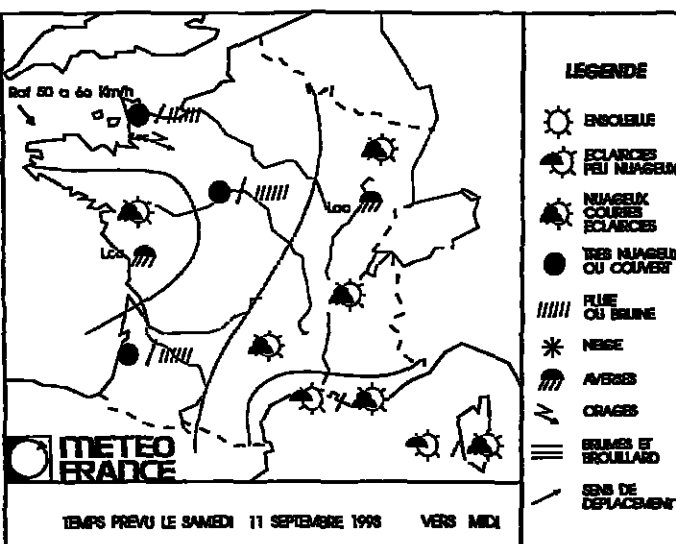 Raf 50 a 60 Km/h
Loc
Loc
METEO
FRANCE
TEMPS PREVU LE SAMEDI 11 SEPTEMBRE 1993 VERS MIDI
LEGENDE
ENSOLEILLE
ECLAIRCIES
PEU NUAGEUX
NUAGEUX
COURTES
ECLAIRCIES
TRES NUAGEUX
OU COUVERT
PLUIE
OU BRUINE
NEIGE
AVERSES
ORAGES
BRUMES ET
BROUILLARD
SENS DE
DEPLACEMENT